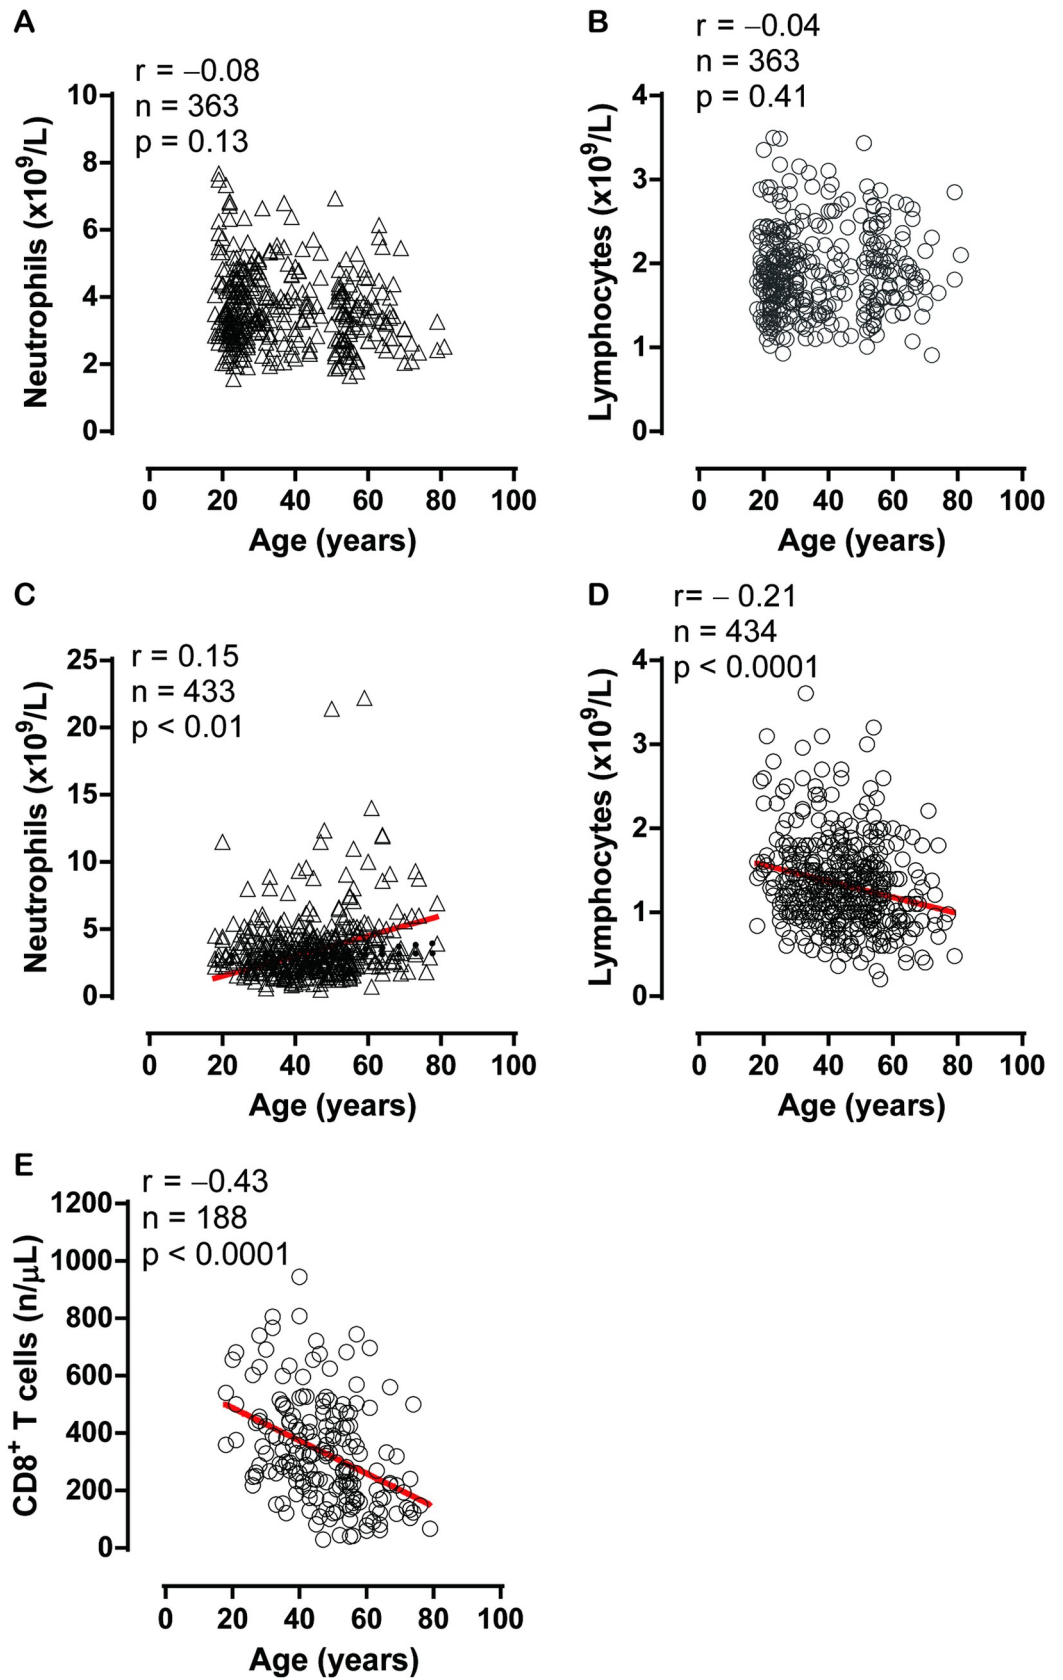 A
r = –0.08
n = 363
p = 0.13
Neutrophils (x10⁹/L)
10
8
6
4
2
0
0 20 40 60 80 100
Age (years)
B
r = –0.04
n = 363
p = 0.41
Lymphocytes (x10⁹/L)
4
3
2
1
0
0 20 40 60 80 100
Age (years)
C
r = 0.15
n = 433
p < 0.01
Neutrophils (x10⁹/L)
25
20
15
10
5
0
0 20 40 60 80 100
Age (years)
D
r= – 0.21
n = 434
p < 0.0001
Lymphocytes (x10⁹/L)
4
3
2
1
0
0 20 40 60 80 100
Age (years)
E
r = –0.43
n = 188
p < 0.0001
CD8⁺ T cells (n/µL)
1200
1000
800
600
400
200
0
0 20 40 60 80 100
Age (years)